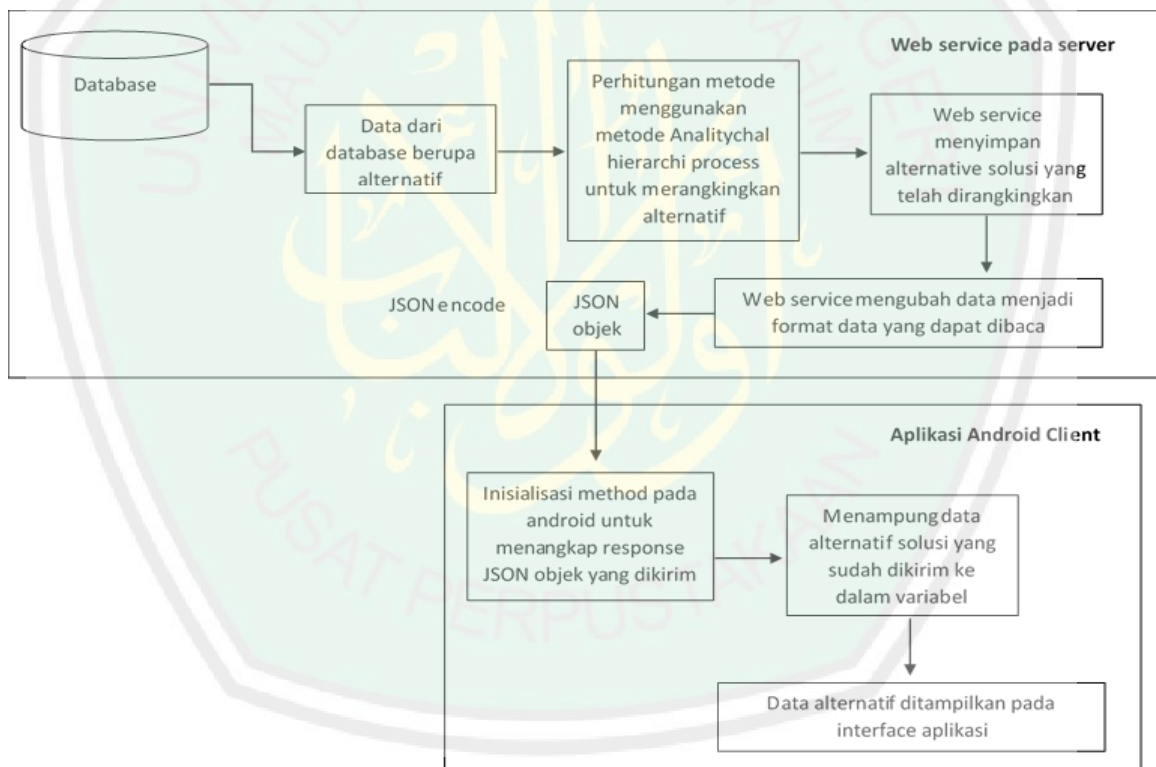 Web service pada server
Database
Data dari
database berupa
alternatif
Perhitungan metode
menggunakan
metode Analitychal
hierarchi process
untuk merangkingkan
alternatif
Web service
menyimpan
alternative solusi yang
telah dirangkingkan
Web service mengubah data menjadi
format data yang dapat dibaca
JSON
objek
JSON encode
Aplikasi Android Client
Inisialisasi method pada
android untuk
menangkap response
JSON objek yang dikirim
Menampung data
alternatif solusi yang
sudah dikirim ke
dalam variabel
Data alternatif ditampilkan pada
interface aplikasi
PUSAT PERPUSTAKAAN